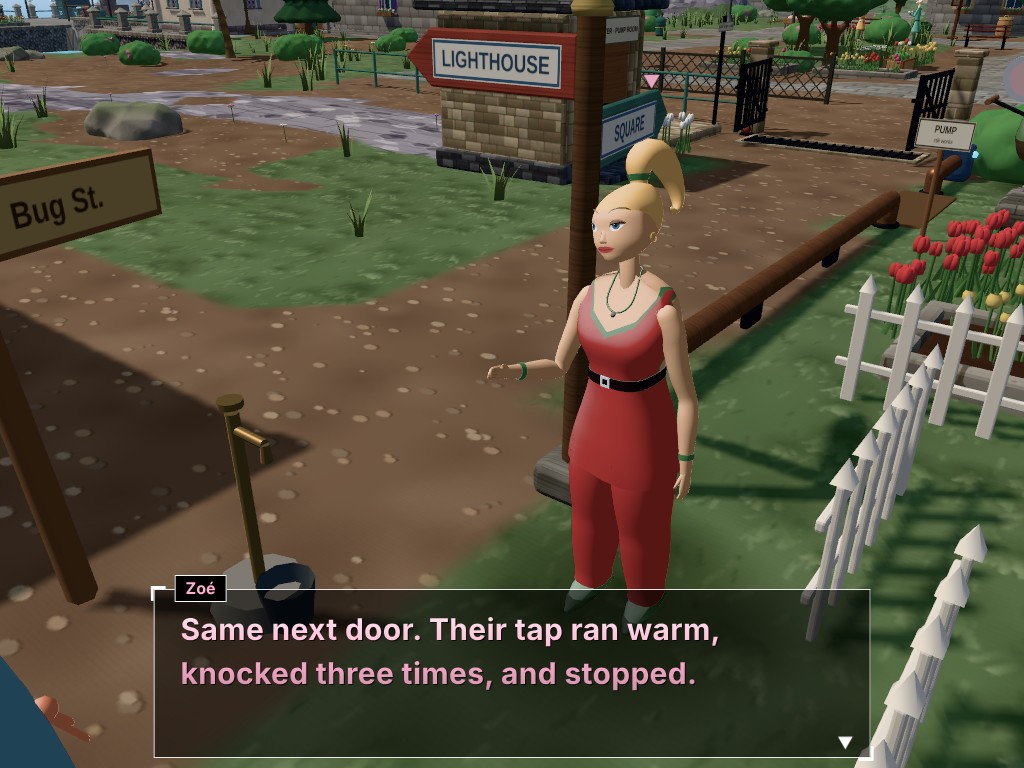 LIGHTHOUSE
SQUARE
PUMP
Bug St.
Zoé
Same next door. Their tap ran warm,
knocked three times, and stopped.